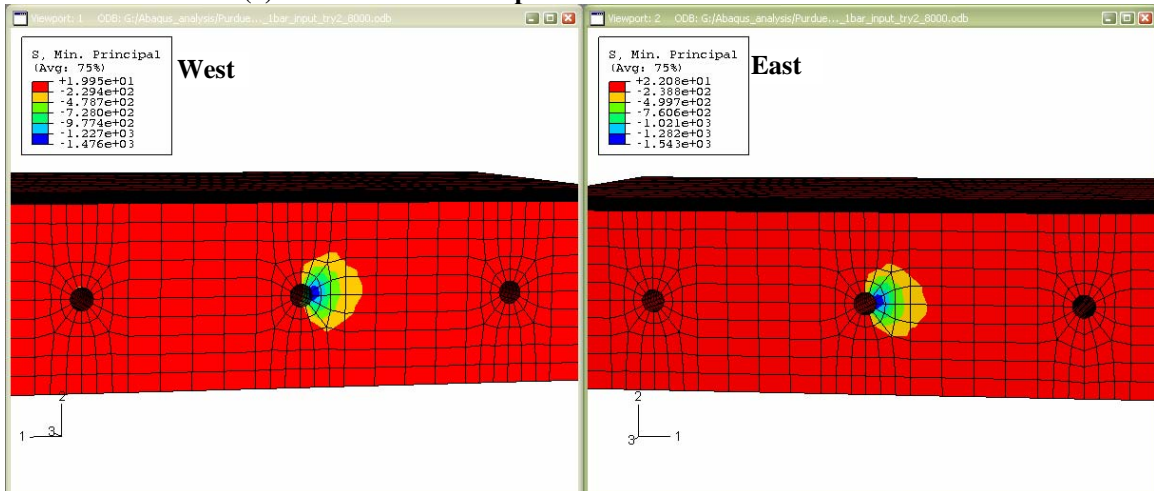 Viewport: 1 ODB: G:/Abaqus_analysis/Purdue..._1bar_input_try2_8000.odb
S, Min. Principal
(Avg: 75%)
+1.995e+01
-2.294e+02
-4.787e+02
-7.280e+02
-9.774e+02
-1.227e+03
-1.476e+03
West
2
3
1
Viewport: 2 ODB: G:/Abaqus_analysis/Purdue..._1bar_input_try2_8000.odb
S, Min. Principal
(Avg: 75%)
+2.208e+01
-2.388e+02
-4.997e+02
-7.606e+02
-1.021e+03
-1.282e+03
-1.543e+03
East
2
3
1